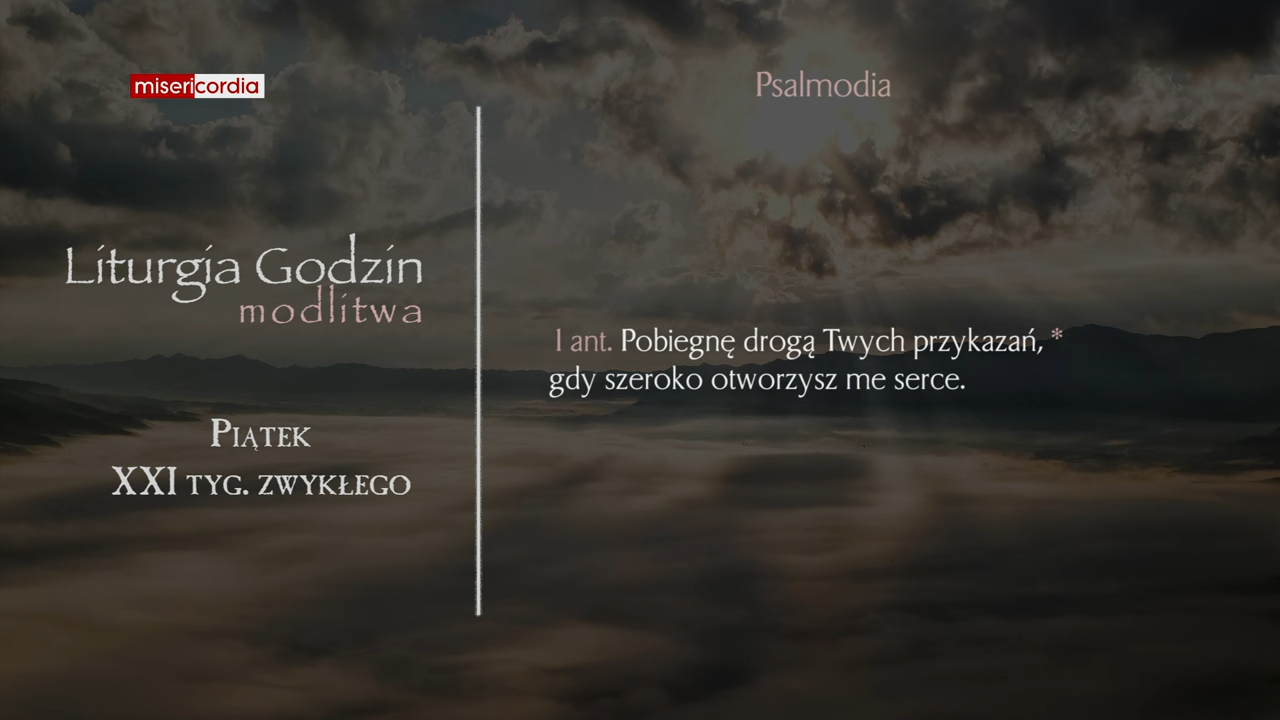 misericordia
Liturgia Godzin
modlitwa
Piątek
XXI tyg. zwykłego
Psalmodia
1 ant. Pobiegnę drogą Twych przykazań, *
gdy szeroko otworzysz me serce.